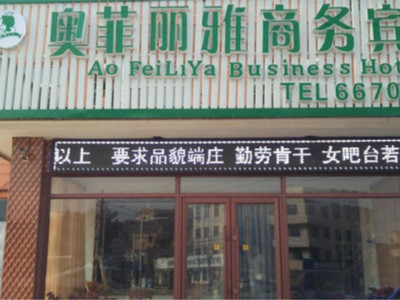 奥菲丽雅商务宾
Ao FeiLiYa Business Hot
TEL 6670
以上 要求品貌端庄 勤劳肯干 女吧台若